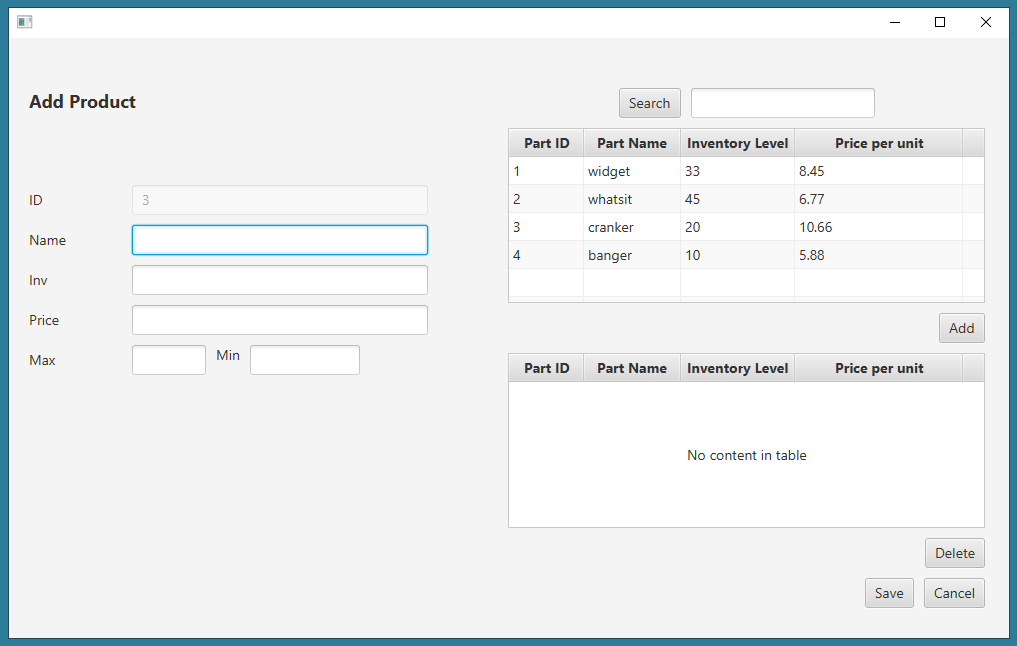 Add Product
ID 3
Name
Inv
Price
Max Min
Search
Part ID Part Name Inventory Level Price per unit
1 widget 33 8.45
2 whatsit 45 6.77
3 cranker 20 10.66
4 banger 10 5.88
Add
Part ID Part Name Inventory Level Price per unit
No content in table
Delete
Save Cancel